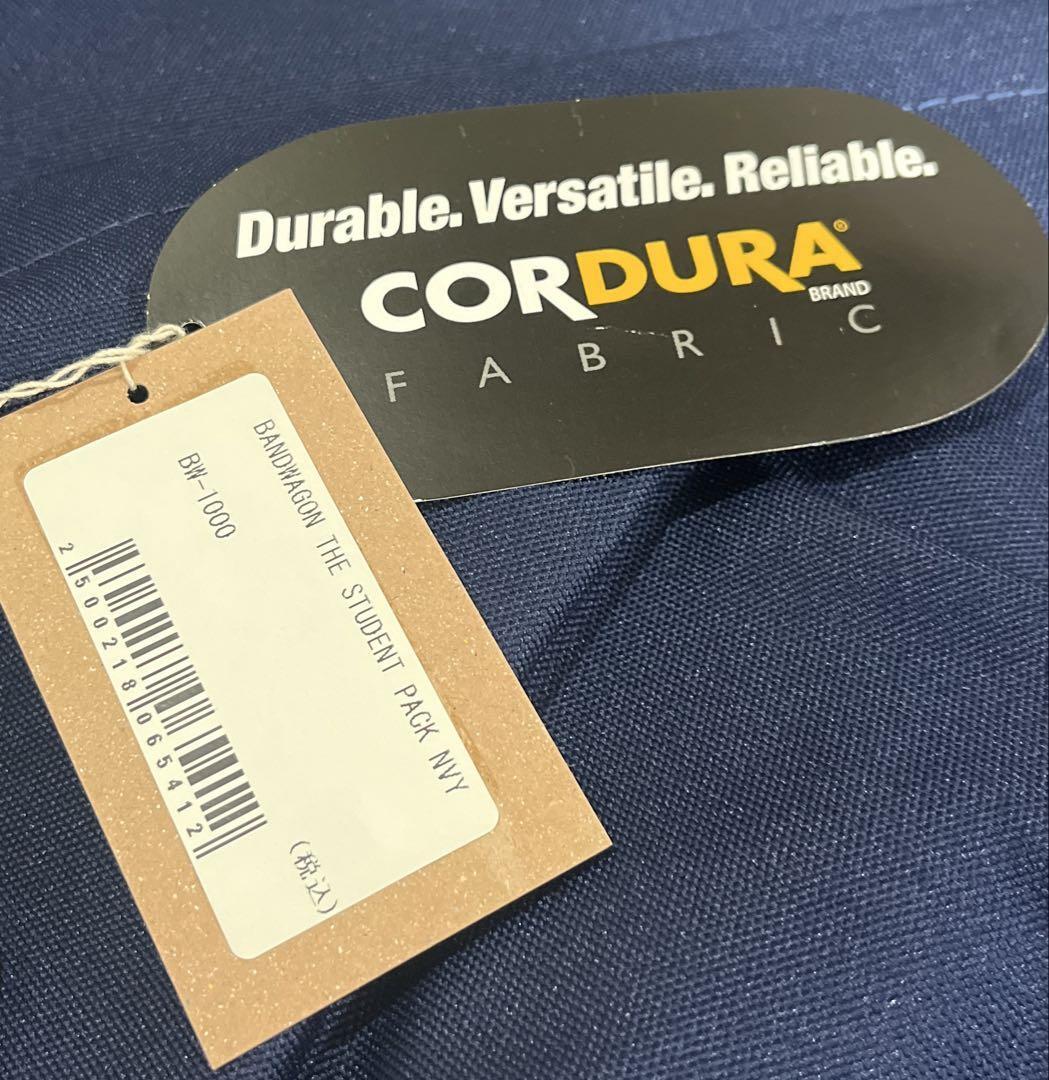 Durable. Versatile. Reliable.
CORDURA®
BRAND
FABRIC
BANDWAGON THE STUDENT PACK NVY
BW-1000
2500218065412
(税込)